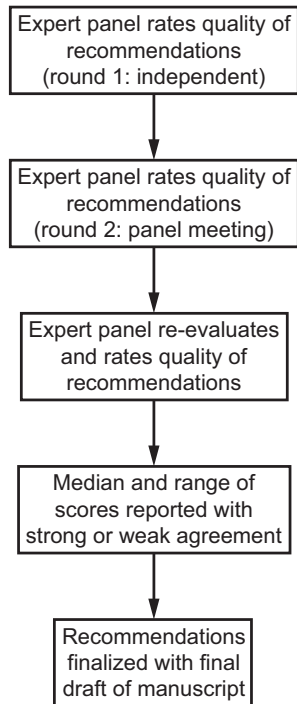 Expert panel rates quality of
recommendations
(round 1: independent)
Expert panel rates quality of
recommendations
(round 2: panel meeting)
Expert panel re-evaluates
and rates quality of
recommendations
Median and range of
scores reported with
strong or weak agreement
Recommendations
finalized with final
draft of manuscript